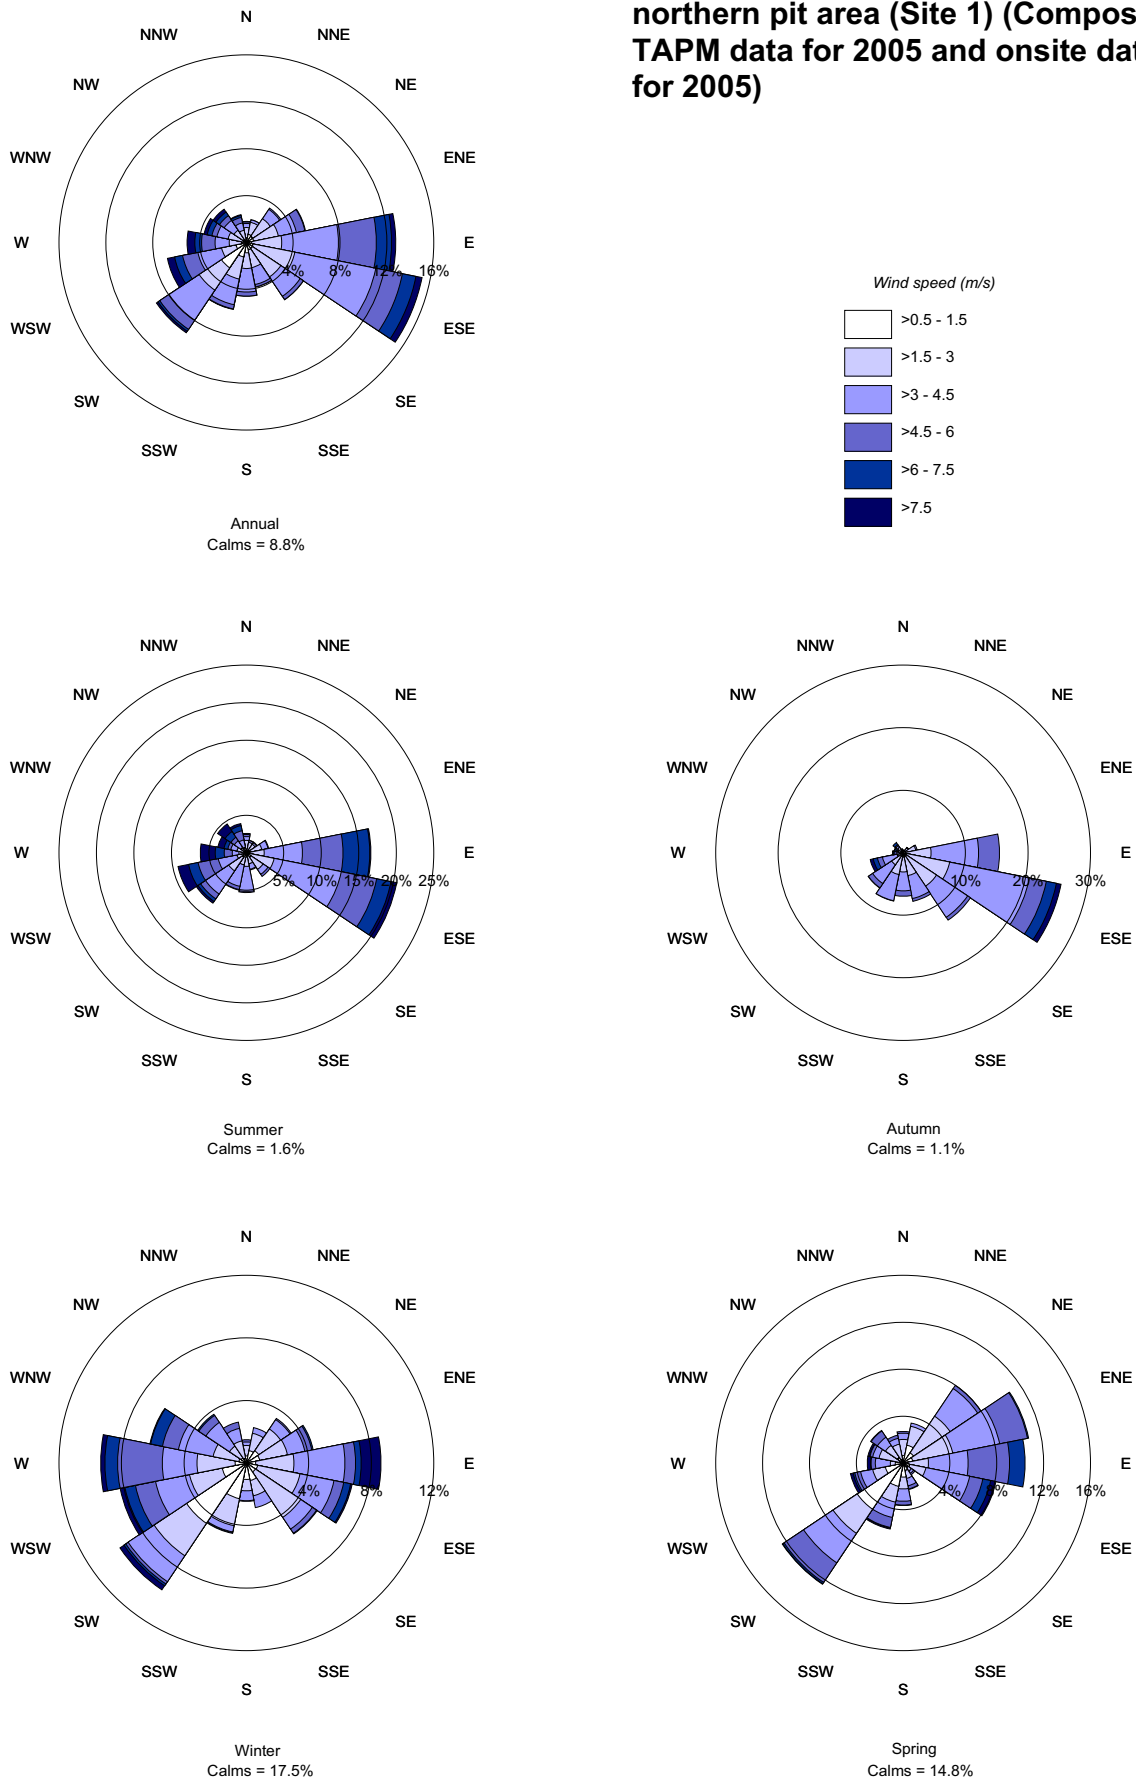 northern pit area (Site 1) (Compos
TAPM data for 2005 and onsite dat
for 2005)
N
NNW NNE
NW NE
WNW ENE
W E
4% 8% 12% 16%
WSW ESE
SW SE
SSW SSE
S
Annual
Calms = 8.8%
Wind speed (m/s)
>0.5 - 1.5
>1.5 - 3
>3 - 4.5
>4.5 - 6
>6 - 7.5
>7.5
N
NNW NNE
NW NE
WNW ENE
W E
5% 10% 15% 20% 25%
WSW ESE
SW SE
SSW SSE
S
Summer
Calms = 1.6%
N
NNW NNE
NW NE
WNW ENE
W E
10% 20% 30%
WSW ESE
SW SE
SSW SSE
S
Autumn
Calms = 1.1%
N
NNW NNE
NW NE
WNW ENE
W E
4% 8% 12%
WSW ESE
SW SE
SSW SSE
S
Winter
Calms = 17.5%
N
NNW NNE
NW NE
WNW ENE
W E
4% 8% 12% 16%
WSW ESE
SW SE
SSW SSE
S
Spring
Calms = 14.8%